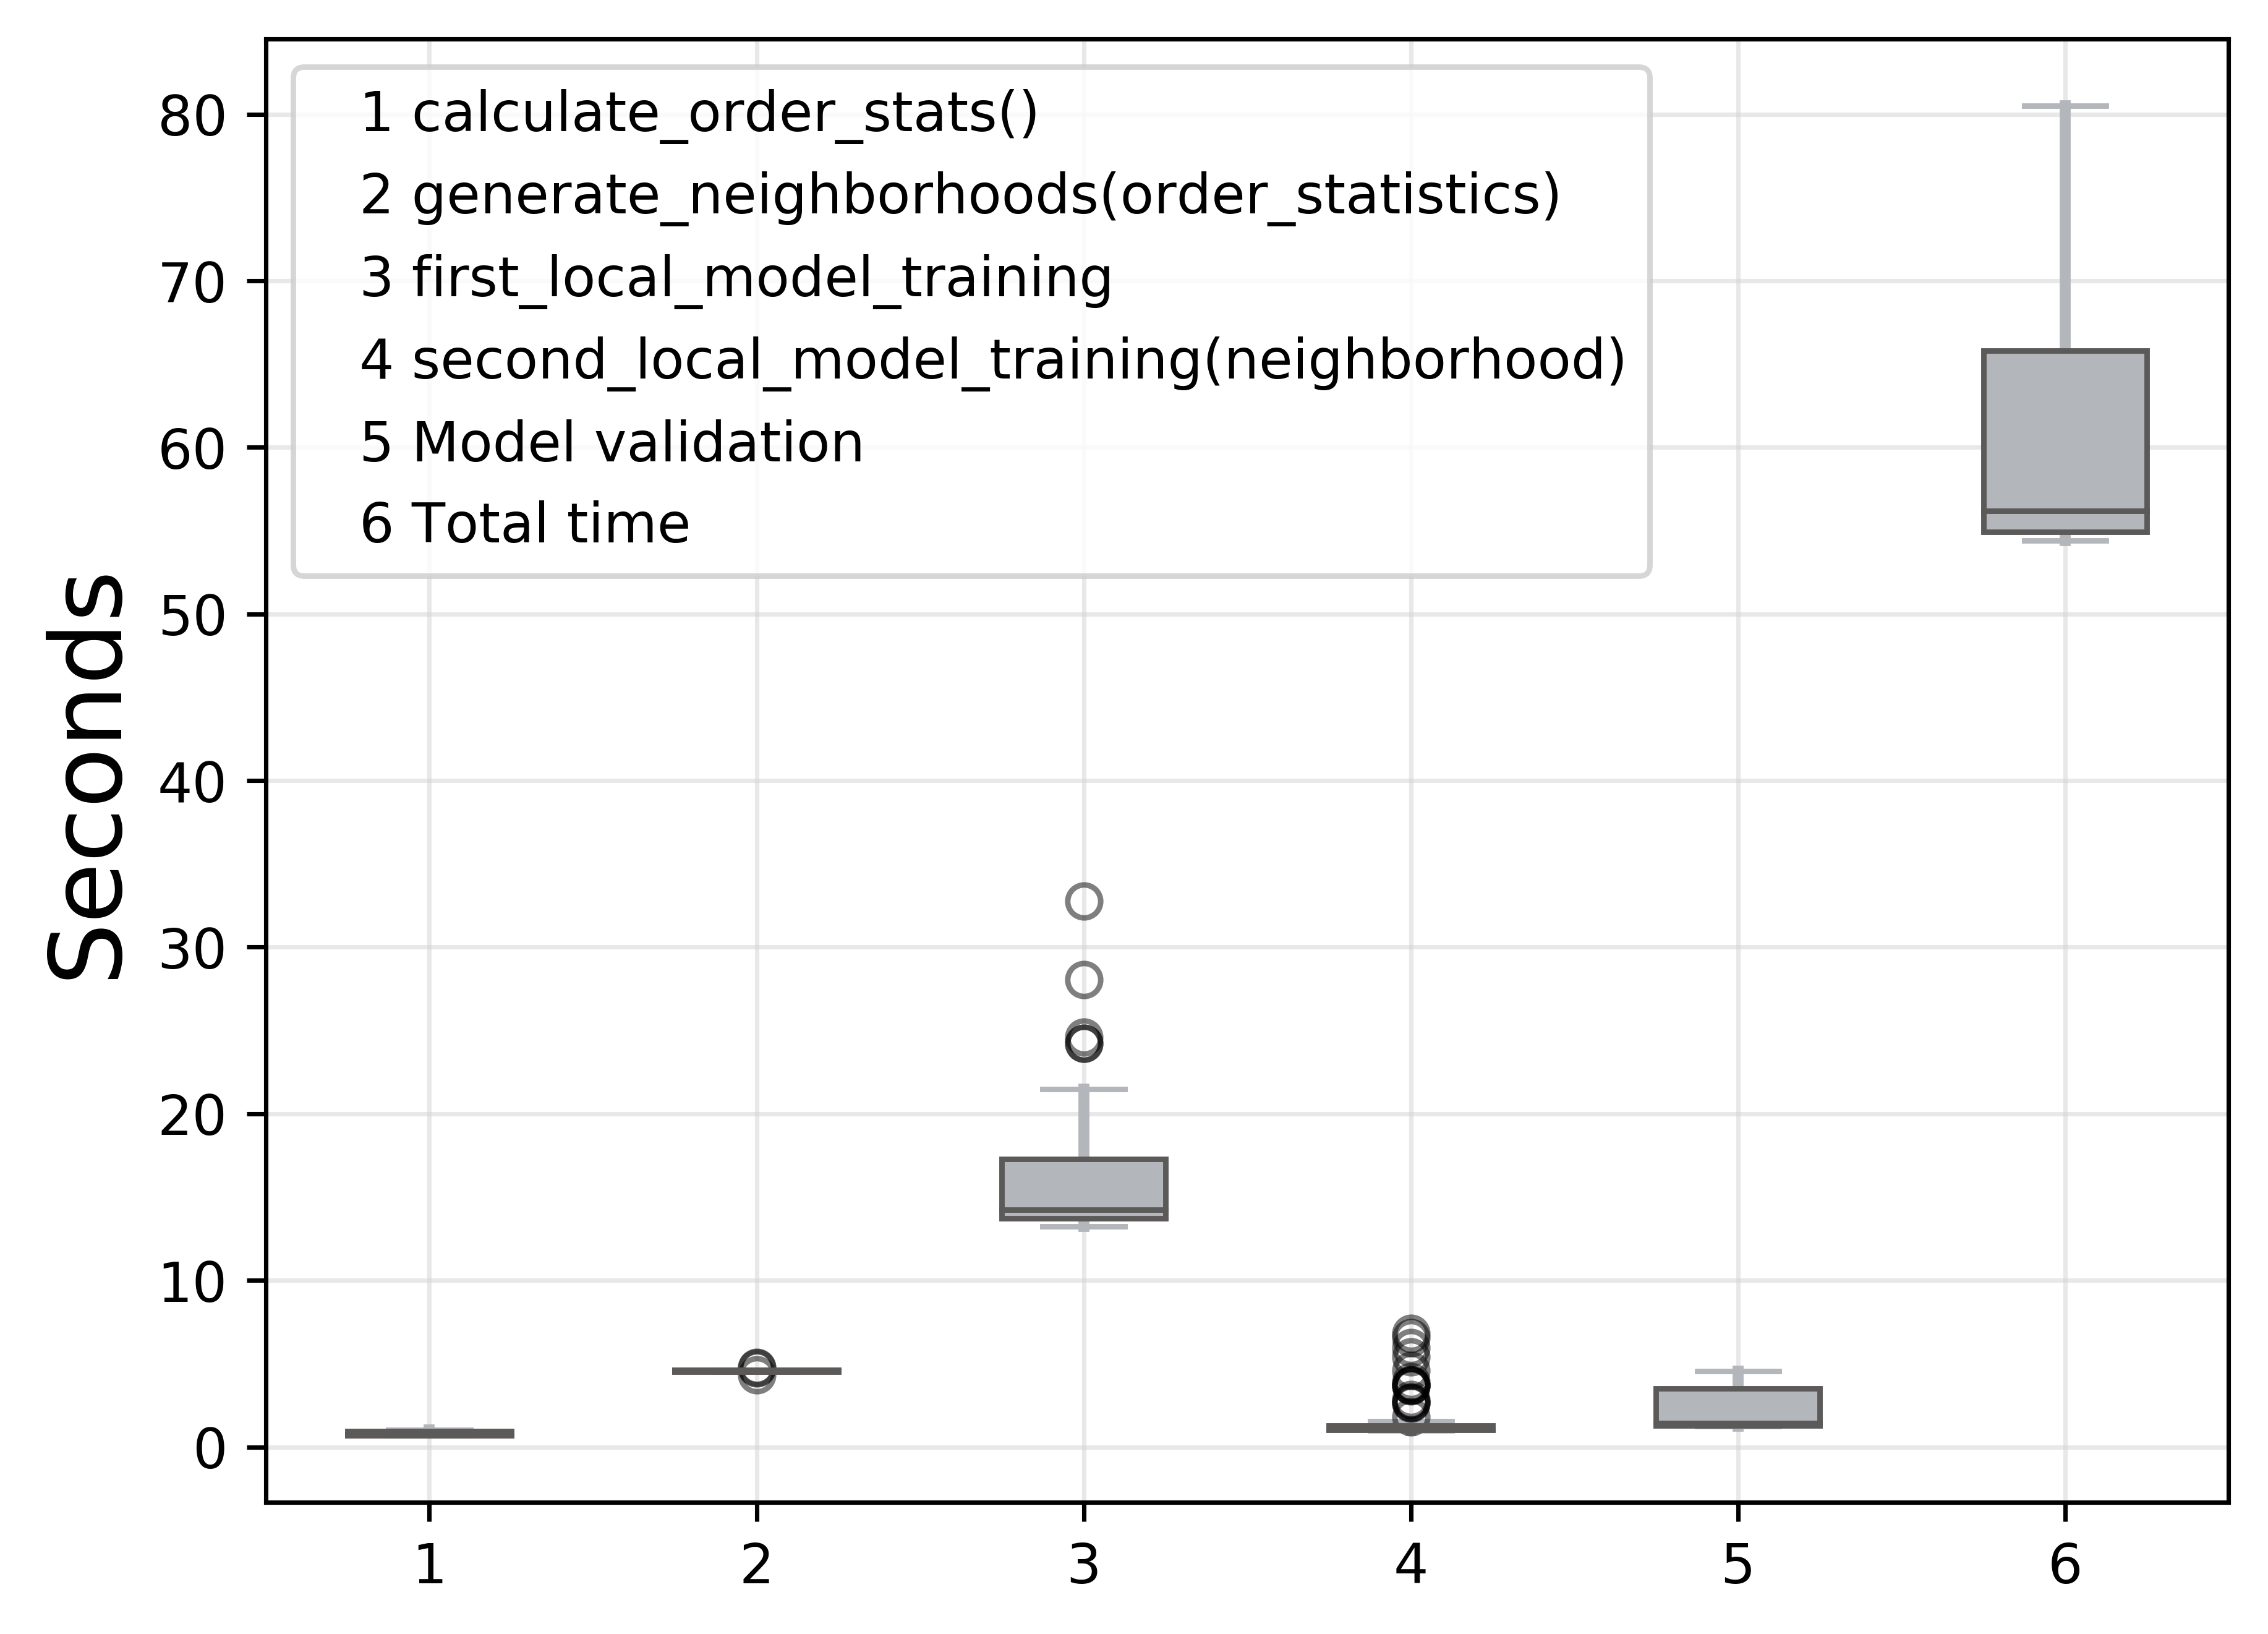 Seconds
80
70
60
50
40
30
20
10
0
1 calculate_order_stats()
2 generate_neighborhoods(order_statistics)
3 first_local_model_training
4 second_local_model_training(neighborhood)
5 Model validation
6 Total time
1 2 3 4 5 6